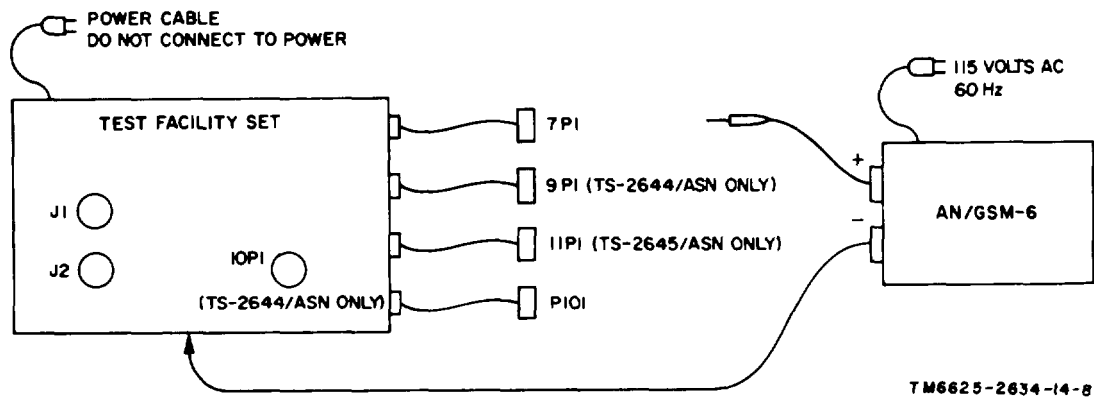 POWER CABLE
DO NOT CONNECT TO POWER
115 VOLTS AC
60 Hz
TEST FACILITY SET
7P1
9P1 (TS-2644/ASN ONLY)
11P1 (TS-2645/ASN ONLY)
P101
J1
J2
10P1
(TS-2644/ASN ONLY)
+
−
AN/GSM-6
TM6625-2634-14-8